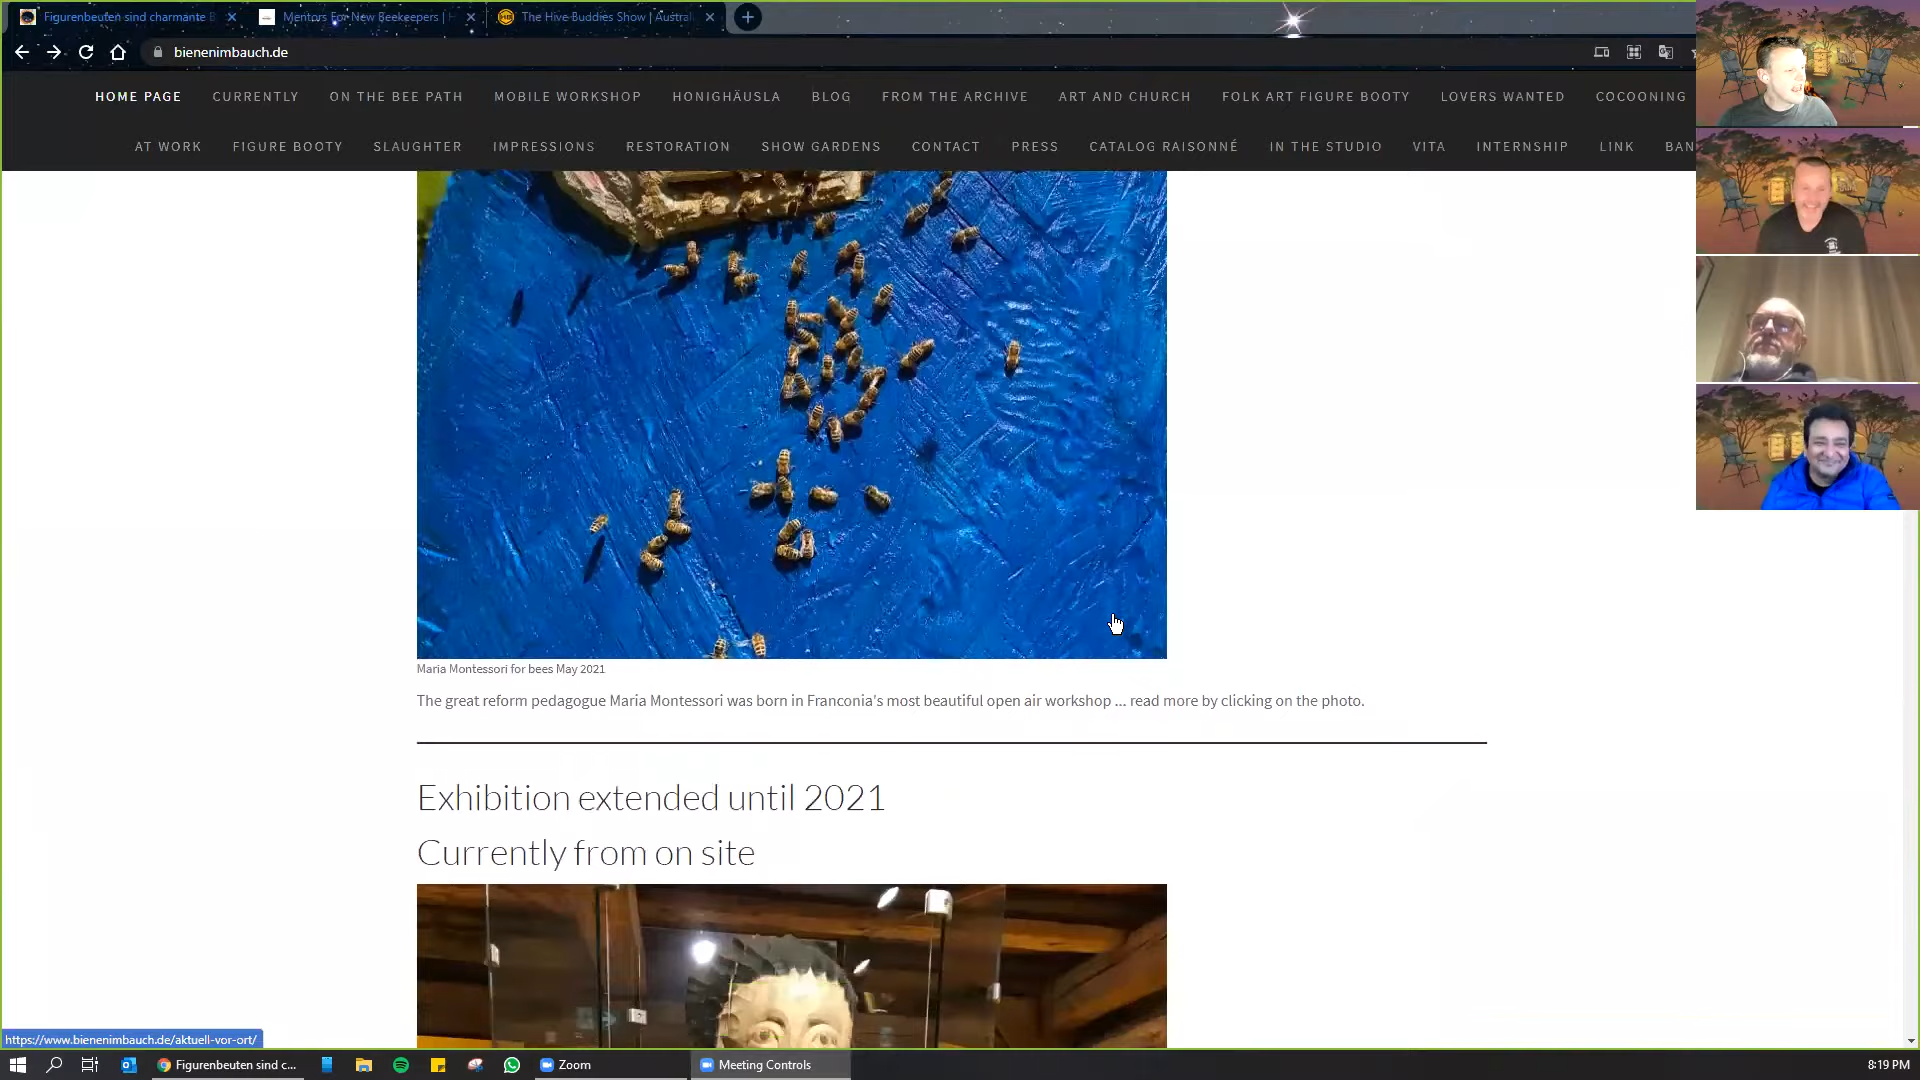 Figurenbeuten sind charmante B
Mentors For New Beekeepers | H
The Hive Buddies Show | Austral
bienenimbauch.de
HOME PAGE CURRENTLY ON THE BEE PATH MOBILE WORKSHOP HONIGHÄUSLA BLOG FROM THE ARCHIVE ART AND CHURCH FOLK ART FIGURE BOOTY LOVERS WANTED COCOONING
AT WORK FIGURE BOOTY SLAUGHTER IMPRESSIONS RESTORATION SHOW GARDENS CONTACT PRESS CATALOG RAISONNÉ IN THE STUDIO VITA INTERNSHIP LINK BAN
Maria Montessori for bees May 2021
The great reform pedagogue Maria Montessori was born in Franconia's most beautiful open air workshop ... read more by clicking on the photo.
Exhibition extended until 2021
Currently from on site
https://www.bienenimbauch.de/aktuell-vor-ort/
Figurenbeuten sind c...
Zoom
Meeting Controls
8:19 PM